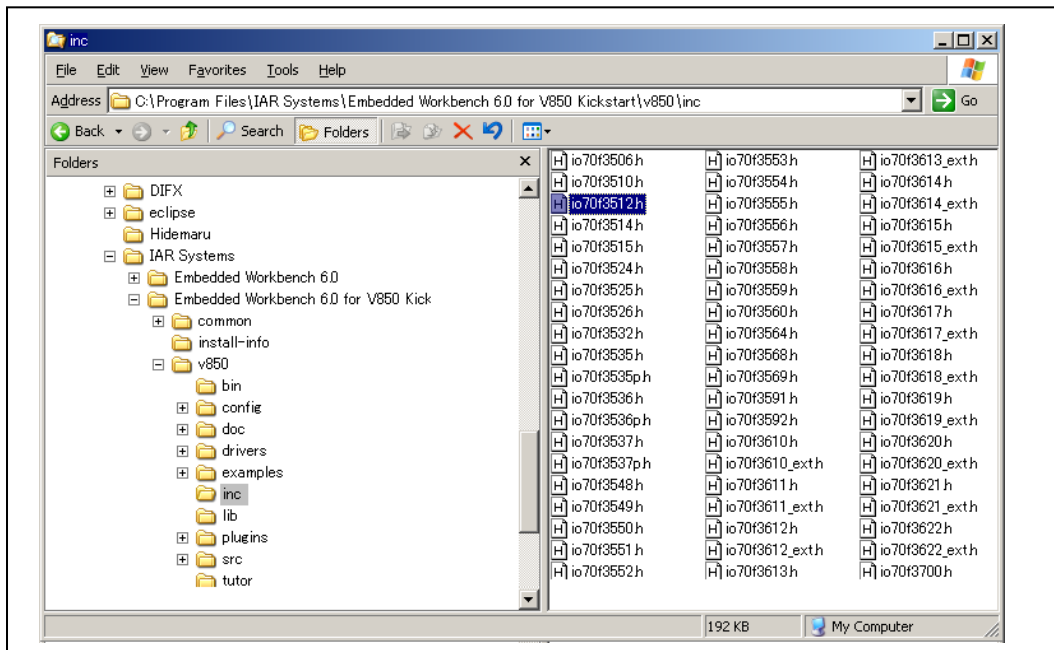 inc
File Edit View Favorites Tools Help
Address C:\Program Files\IAR Systems\Embedded Workbench 6.0 for V850 Kickstart\v850\inc Go
Back Search Folders
Folders
DIFX
eclipse
Hidemaru
IAR Systems
Embedded Workbench 6.0
Embedded Workbench 6.0 for V850 Kick
common
install-info
v850
bin
config
doc
drivers
examples
inc
lib
plugins
src
tutor
io70f3506.h
io70f3510.h
io70f3512.h
io70f3514.h
io70f3515.h
io70f3524.h
io70f3525.h
io70f3526.h
io70f3532.h
io70f3535.h
io70f3535p.h
io70f3536.h
io70f3536p.h
io70f3537.h
io70f3537p.h
io70f3548.h
io70f3549.h
io70f3550.h
io70f3551.h
io70f3552.h
io70f3553.h
io70f3554.h
io70f3555.h
io70f3556.h
io70f3557.h
io70f3558.h
io70f3559.h
io70f3560.h
io70f3564.h
io70f3568.h
io70f3569.h
io70f3591.h
io70f3592.h
io70f3610.h
io70f3610_ext.h
io70f3611.h
io70f3611_ext.h
io70f3612.h
io70f3612_ext.h
io70f3613.h
io70f3613_ext.h
io70f3614.h
io70f3614_ext.h
io70f3615.h
io70f3615_ext.h
io70f3616.h
io70f3616_ext.h
io70f3617.h
io70f3617_ext.h
io70f3618.h
io70f3618_ext.h
io70f3619.h
io70f3619_ext.h
io70f3620.h
io70f3620_ext.h
io70f3621.h
io70f3621_ext.h
io70f3622.h
io70f3622_ext.h
io70f3700.h
192 KB My Computer